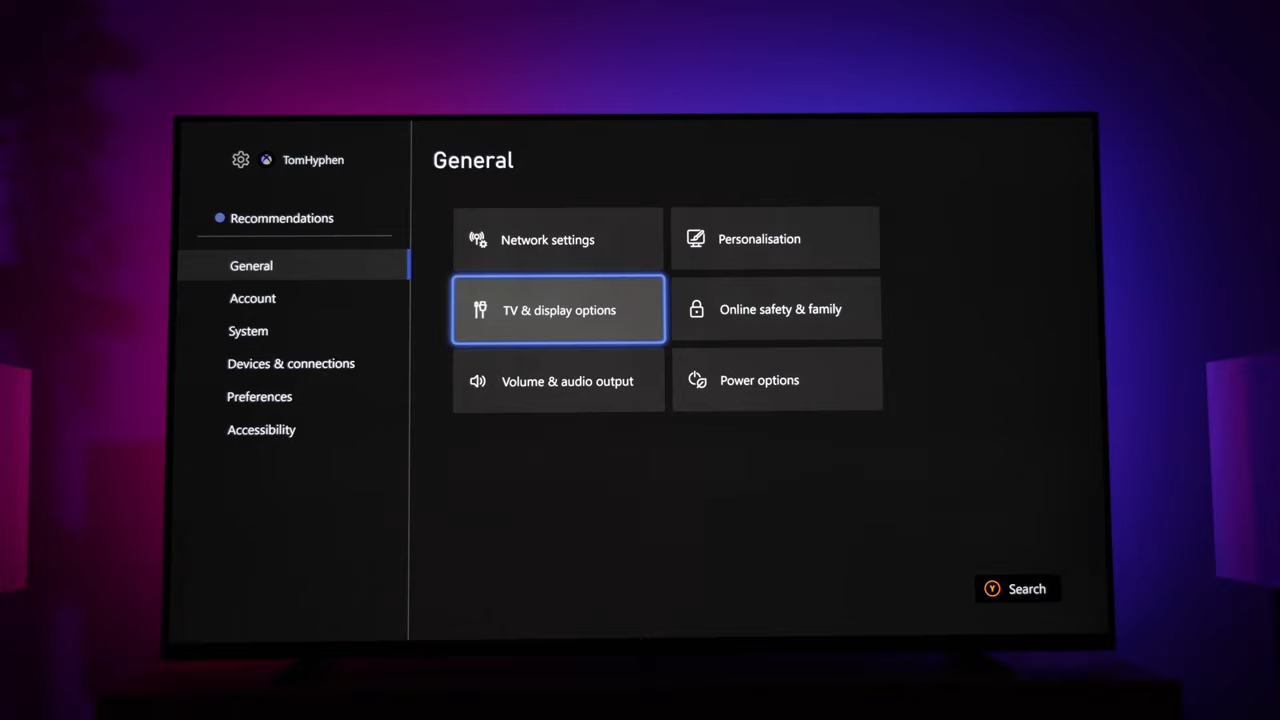 TomHyphen
Recommendations
General
Account
System
Devices & connections
Preferences
Accessibility
General
Network settings
Personalisation
TV & display options
Online safety & family
Volume & audio output
Power options
Y Search